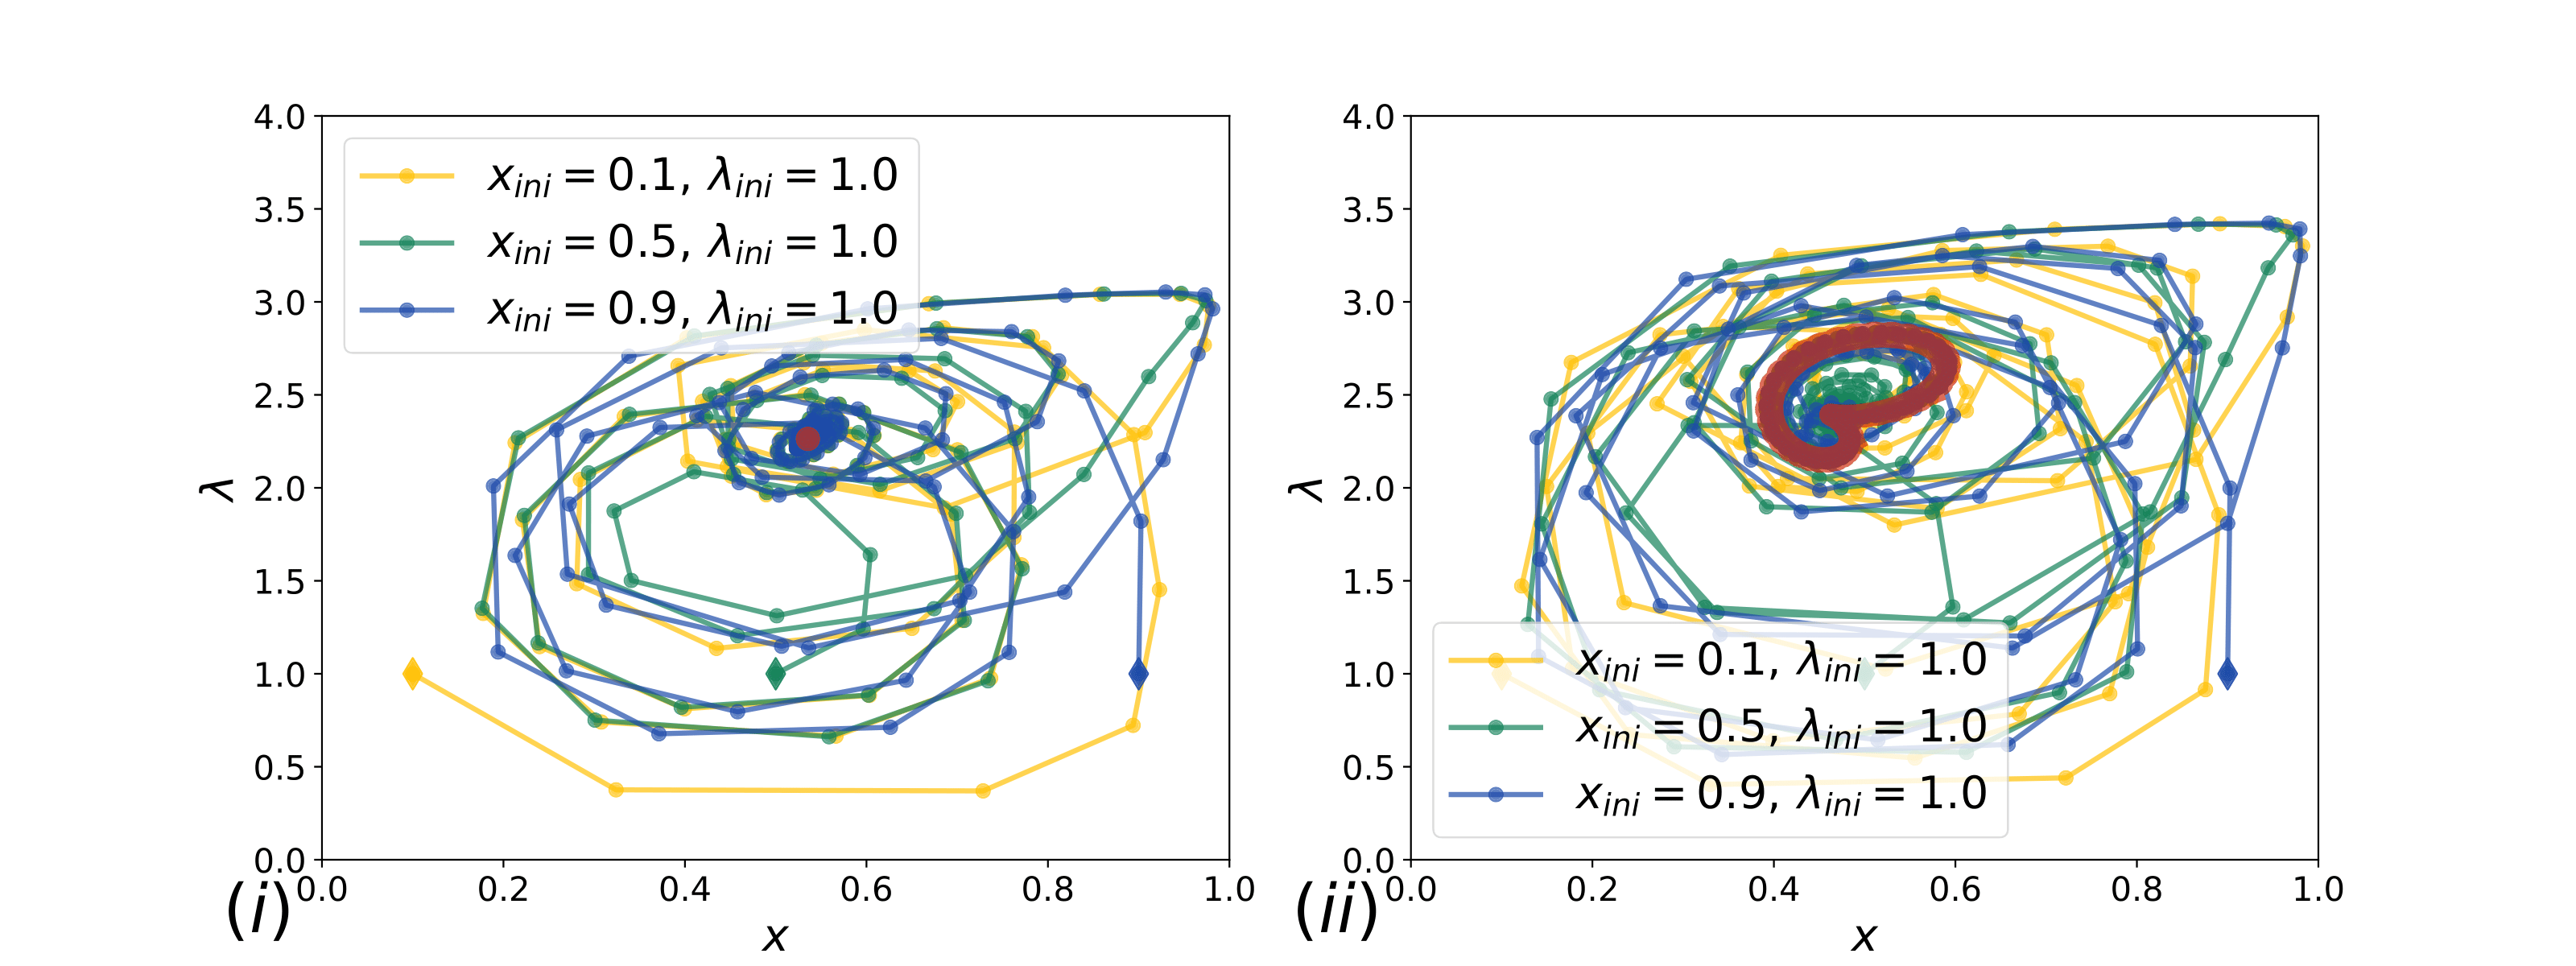 4.0
3.5
3.0
2.5
2.0
1.5
1.0
0.5
0.0
λ
x_ini = 0.1, λ_ini = 1.0
x_ini = 0.5, λ_ini = 1.0
x_ini = 0.9, λ_ini = 1.0
0.0 0.2 0.4 0.6 0.8 1.0
x
(i)
4.0
3.5
3.0
2.5
2.0
1.5
1.0
0.5
0.0
λ
x_ini = 0.1, λ_ini = 1.0
x_ini = 0.5, λ_ini = 1.0
x_ini = 0.9, λ_ini = 1.0
0.0 0.2 0.4 0.6 0.8 1.0
x
(ii)